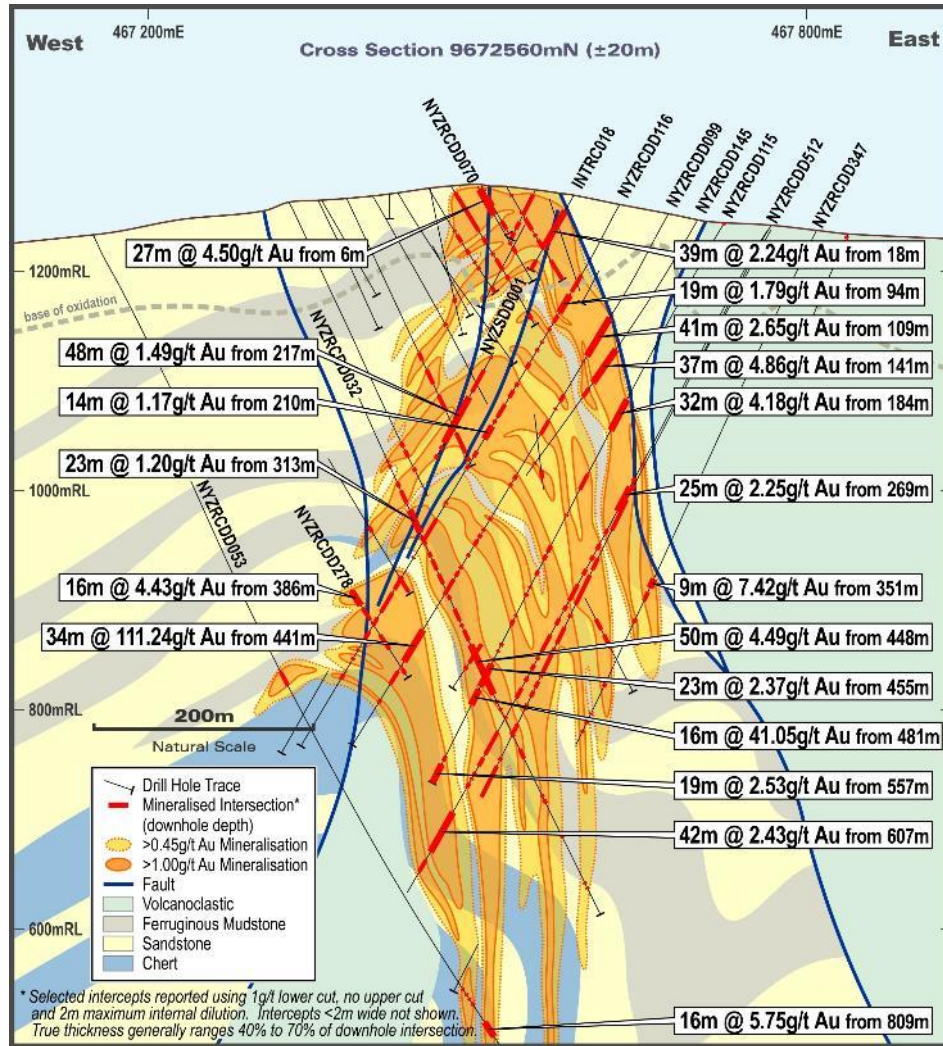 467 200mE
467 800mE
West
East
Cross Section 9672560mN (±20m)
NYZRCDD070
INTRC018
NYZRCDD116
NYZRCDD099
NYZRCDD145
NYZRCDD115
NYZRCDD512
NYZRCDD347
27m @ 4.50g/t Au from 6m
39m @ 2.24g/t Au from 18m
1200mRL
19m @ 1.79g/t Au from 94m
base of oxidation
NYZSDD001
NYZRCDD032
41m @ 2.65g/t Au from 109m
48m @ 1.49g/t Au from 217m
37m @ 4.86g/t Au from 141m
14m @ 1.17g/t Au from 210m
32m @ 4.18g/t Au from 184m
23m @ 1.20g/t Au from 313m
1000mRL
25m @ 2.25g/t Au from 269m
NYZRCDD053
NYZRCDD278
16m @ 4.43g/t Au from 386m
9m @ 7.42g/t Au from 351m
34m @ 111.24g/t Au from 441m
50m @ 4.49g/t Au from 448m
23m @ 2.37g/t Au from 455m
800mRL
200m
Natural Scale
16m @ 41.05g/t Au from 481m
19m @ 2.53g/t Au from 557m
42m @ 2.43g/t Au from 607m
Drill Hole Trace
Mineralised Intersection*
(downhole depth)
>0.45g/t Au Mineralisation
>1.00g/t Au Mineralisation
Fault
Volcanoclastic
Ferruginous Mudstone
Sandstone
Chert
600mRL
* Selected intercepts reported using 1g/t lower cut, no upper cut
and 2m maximum internal dilution. Intercepts <2m wide not shown.
True thickness generally ranges 40% to 70% of downhole intersection.
16m @ 5.75g/t Au from 809m